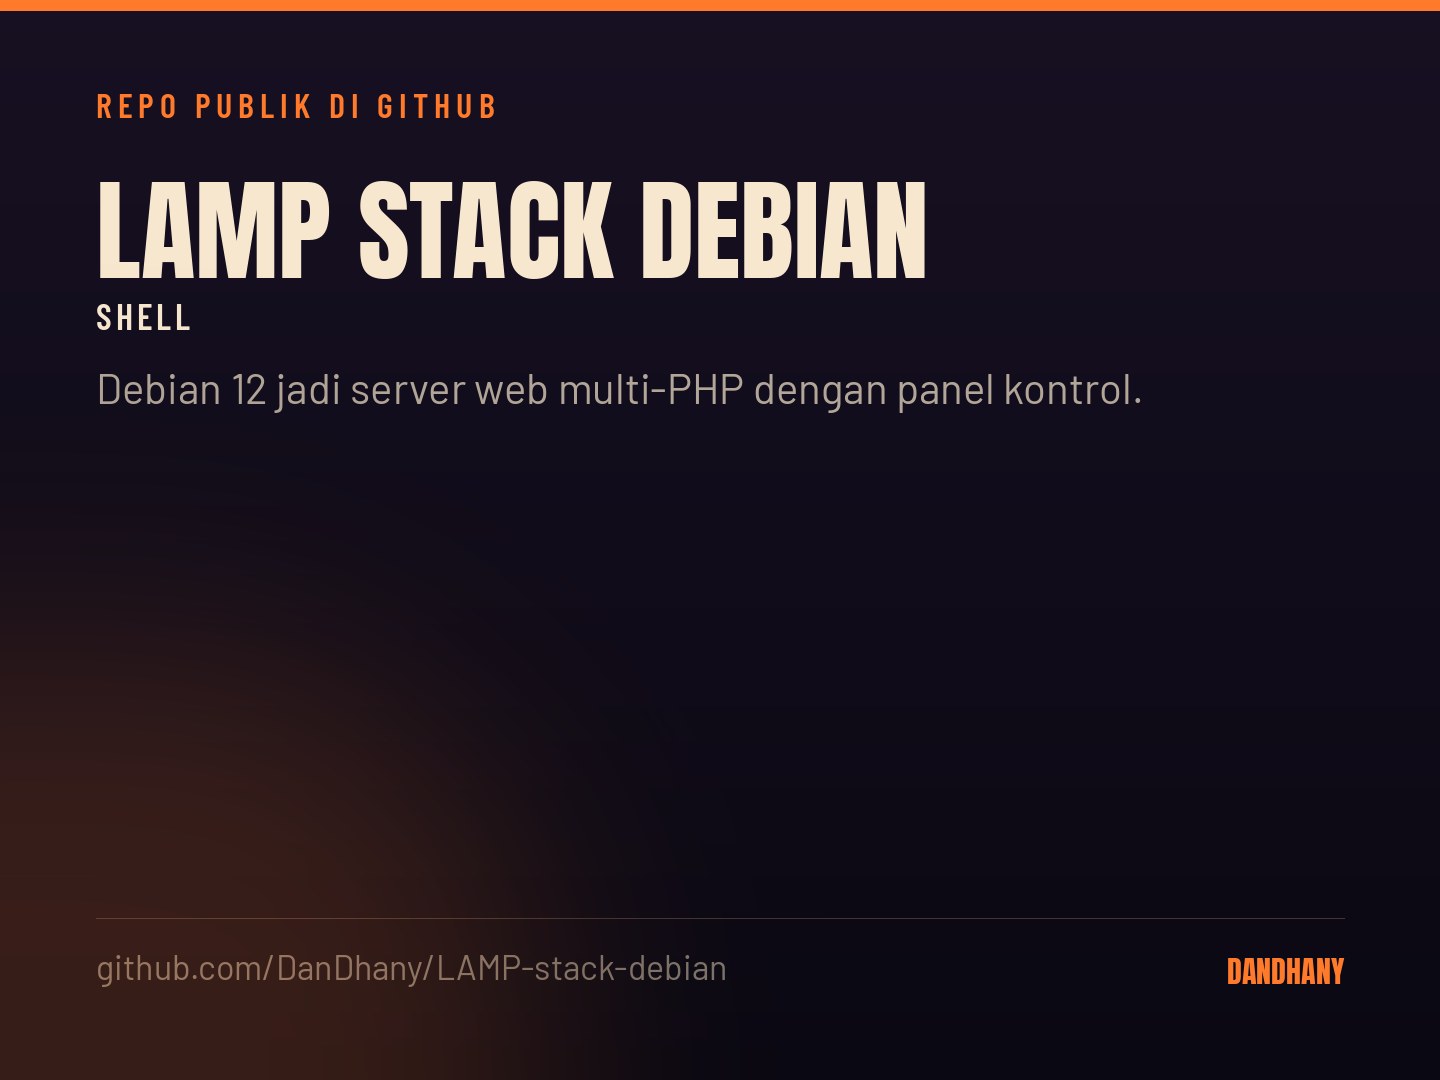 REPO PUBLIK DI GITHUB
LAMP STACK DEBIAN
SHELL
Debian 12 jadi server web multi-PHP dengan panel kontrol.
github.com/DanDhany/LAMP-stack-debian
DANDHANY